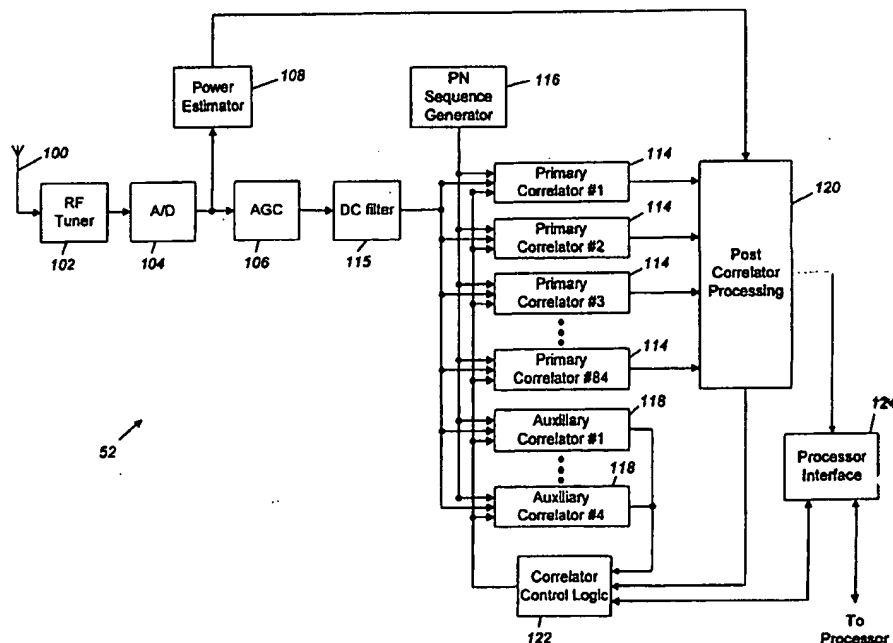 Power
Estimator
108
PN
Sequence
Generator
116
100
RF
Tuner
102
A/D
104
AGC
106
DC filter
115
Primary
Correlator #1
114
Primary
Correlator #2
114
Primary
Correlator #3
114
Primary
Correlator #84
114
Auxiliary
Correlator #1
118
Auxiliary
Correlator #4
118
Post
Correlator
Processing
120
52
Processor
Interface
124
Correlator
Control Logic
122
To
Processor